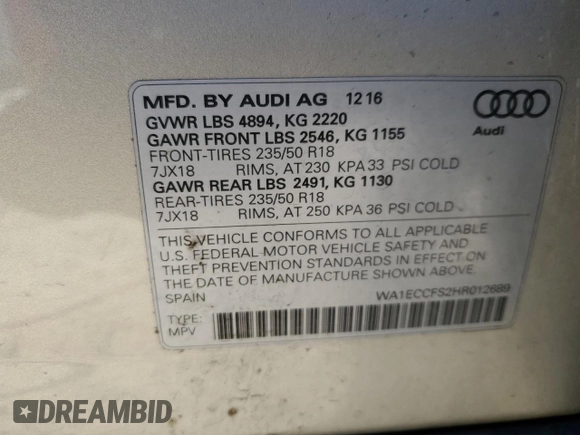 MFD. BY AUDI AG 12 16
GVWR LBS 4894, KG 2220
GAWR FRONT LBS 2546, KG 1155
FRONT-TIRES 235/50 R18
7JX18 RIMS, AT 230 KPA 33 PSI COLD
GAWR REAR LBS 2491, KG 1130
REAR-TIRES 235/50 R18
7JX18 RIMS, AT 250 KPA 36 PSI COLD
Audi
THIS VEHICLE CONFORMS TO ALL APPLICABLE
U.S. FEDERAL MOTOR VEHICLE SAFETY AND
THEFT PREVENTION STANDARDS IN EFFECT ON
THE DATE OF MANUFACTURE SHOWN ABOVE.
SPAIN WA1ECCFS2HR012689
TYPE:
MPV
DREAMBID